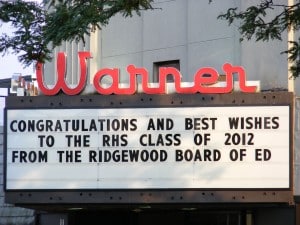 Warner
CONGRATULATIONS AND BEST WISHES
TO THE RHS CLASS OF 2012
FROM THE RIDGEWOOD BOARD OF ED